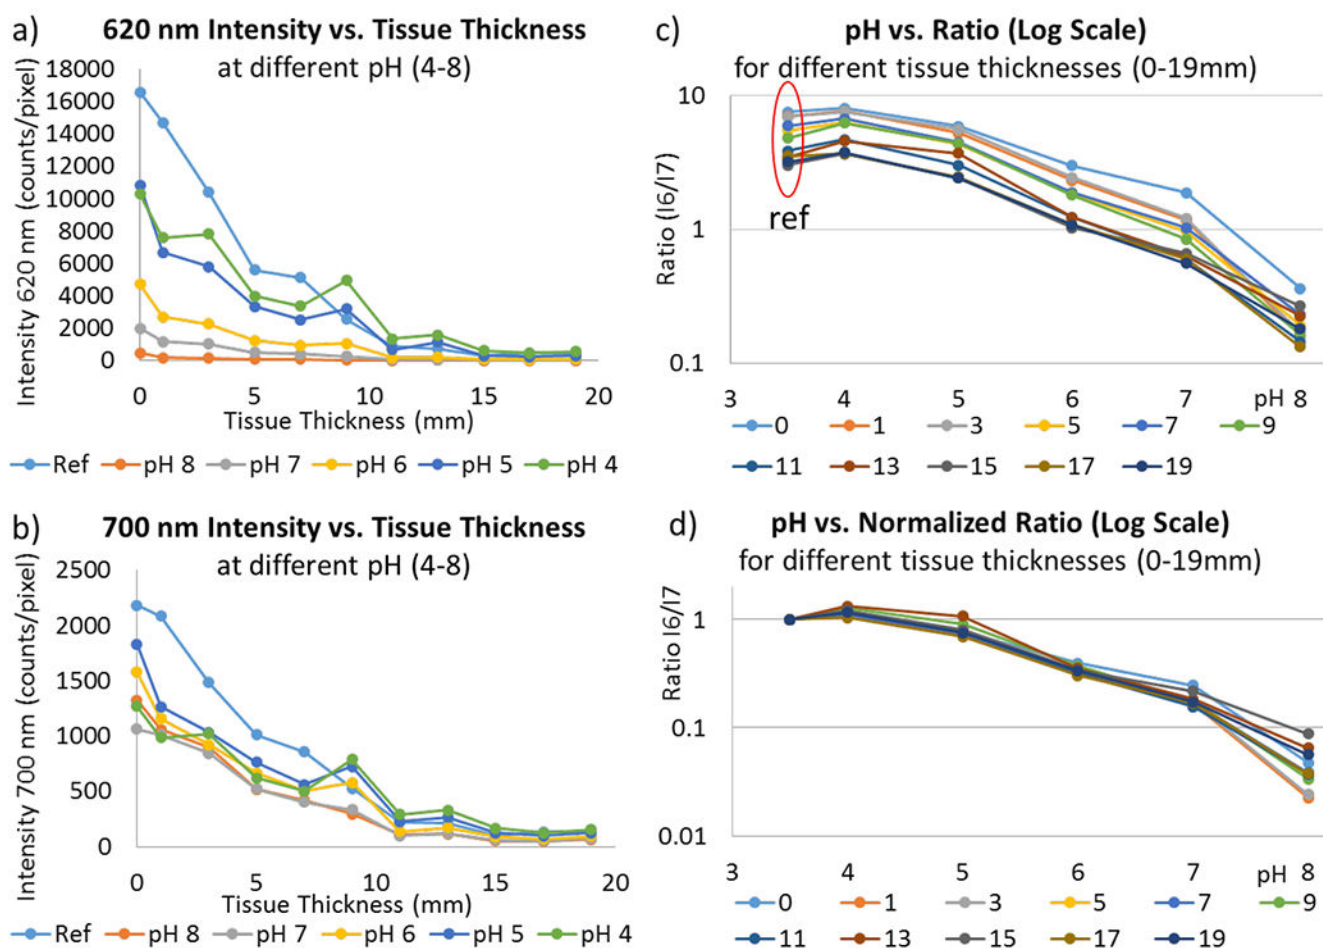 a)
620 nm Intensity vs. Tissue Thickness
at different pH (4-8)
Intensity 620 nm (counts/pixel)
18000
16000
14000
12000
10000
8000
6000
4000
2000
0
0 5 10 15 20
Tissue Thickness (mm)
Ref pH 8 pH 7 pH 6 pH 5 pH 4
b)
700 nm Intensity vs. Tissue Thickness
at different pH (4-8)
Intensity 700 nm (counts/pixel)
2500
2000
1500
1000
500
0
0 5 10 15 20
Tissue Thickness (mm)
Ref pH 8 pH 7 pH 6 pH 5 pH 4
c)
pH vs. Ratio (Log Scale)
for different tissue thicknesses (0-19mm)
Ratio (I6/I7)
10
1
0.1
ref
3 4 5 6 7 pH 8
0 1 3 5 7 9
11 13 15 17 19
d)
pH vs. Normalized Ratio (Log Scale)
for different tissue thicknesses (0-19mm)
Ratio I6/I7
1
0.1
0.01
3 4 5 6 7 pH 8
0 1 3 5 7 9
11 13 15 17 19